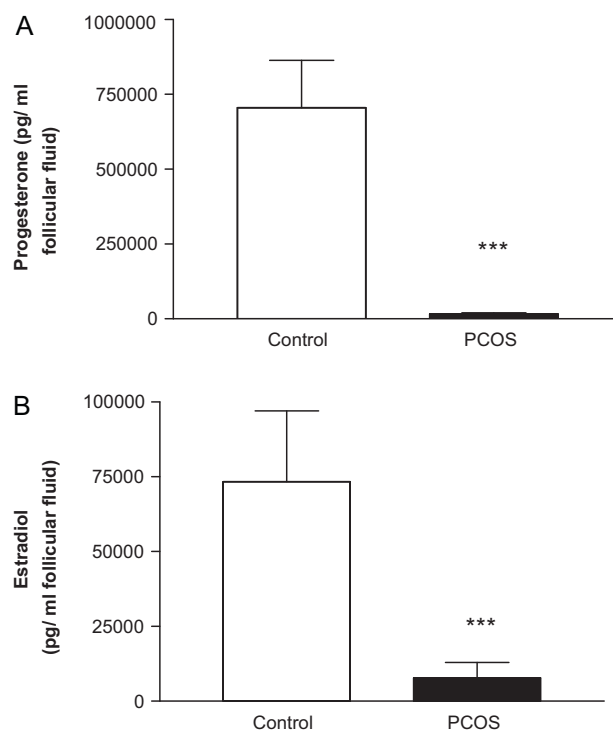 A
Progesterone (pg/ ml
follicular fluid)
1000000
750000
500000
250000
0
***
Control
PCOS
B
Estradiol
(pg/ ml follicular fluid)
100000
75000
50000
25000
0
***
Control
PCOS